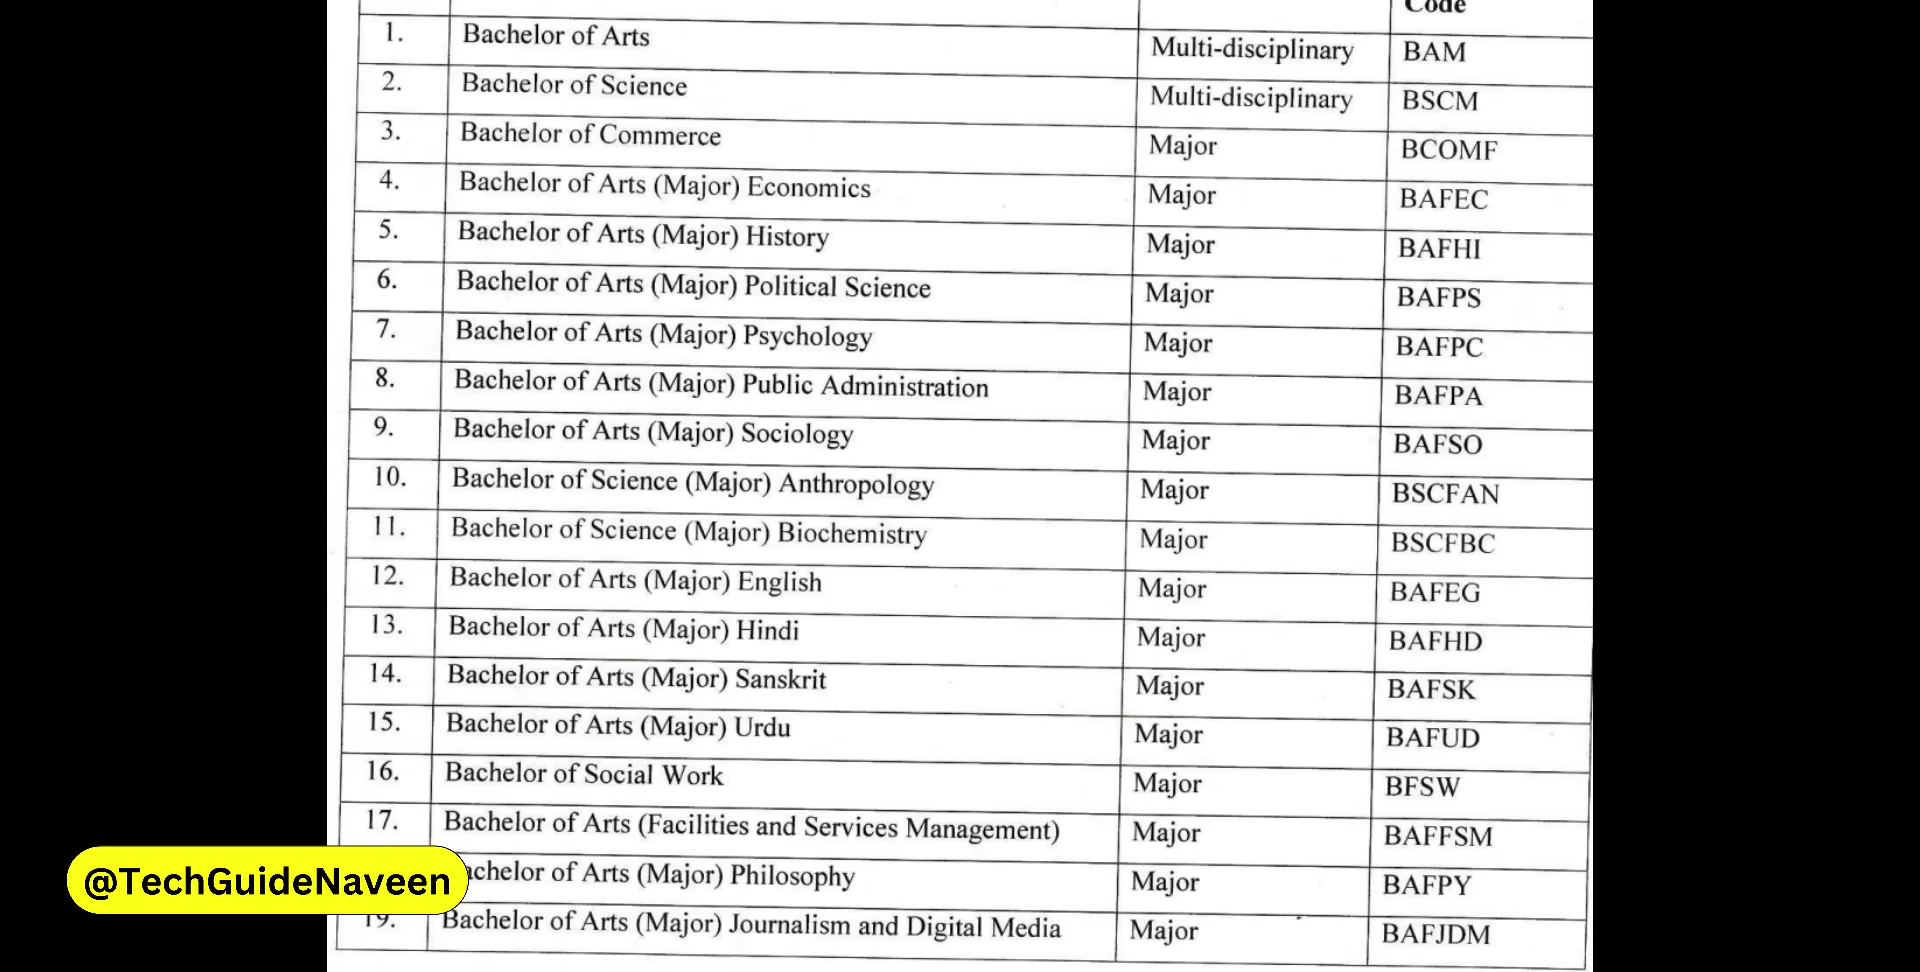 Code
1. Bachelor of Arts Multi-disciplinary BAM
2. Bachelor of Science Multi-disciplinary BSCM
3. Bachelor of Commerce Major BCOMF
4. Bachelor of Arts (Major) Economics Major BAFEC
5. Bachelor of Arts (Major) History Major BAFHI
6. Bachelor of Arts (Major) Political Science Major BAFPS
7. Bachelor of Arts (Major) Psychology Major BAFPC
8. Bachelor of Arts (Major) Public Administration Major BAFPA
9. Bachelor of Arts (Major) Sociology Major BAFSO
10. Bachelor of Science (Major) Anthropology Major BSCFAN
11. Bachelor of Science (Major) Biochemistry Major BSCFBC
12. Bachelor of Arts (Major) English Major BAFEG
13. Bachelor of Arts (Major) Hindi Major BAFHD
14. Bachelor of Arts (Major) Sanskrit Major BAFSK
15. Bachelor of Arts (Major) Urdu Major BAFUD
16. Bachelor of Social Work Major BFSW
17. Bachelor of Arts (Facilities and Services Management) Major BAFFSM
@TechGuideNaveen
achelor of Arts (Major) Philosophy Major BAFPY
19. Bachelor of Arts (Major) Journalism and Digital Media Major BAFJDM